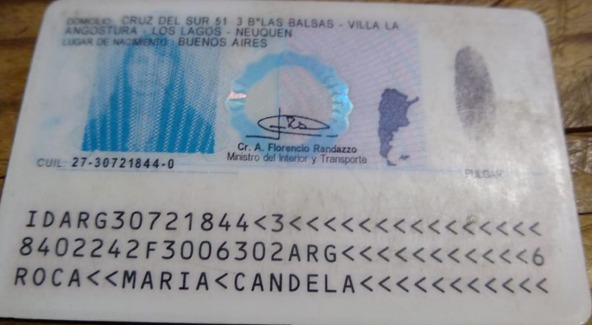 DOMICILIO: CRUZ DEL SUR 51 3 B°LAS BALSAS - VILLA LA
ANGOSTURA - LOS LAGOS - NEUQUEN
LUGAR DE NACIMIENTO: BUENOS AIRES
Cr. A. Florencio Randazzo
Ministro del Interior y Transporte
CUIL: 27-30721844-0
PULGAR
IDARG30721844<3<<<<<<<<<<<<<<<
8402242F3006302ARG<<<<<<<<<<<6
ROCA<<MARIA<CANDELA<<<<<<<<<<<